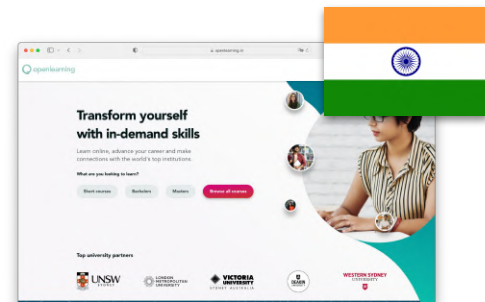 openlearning.in
openlearning
Transform yourself
with in-demand skills
Learn online, advance your career and make
connections with the world's top institutions.
What are you looking to learn?
Short courses Bachelors Masters Browse all courses
Top university partners
UNSW
SYDNEY
LONDON
METROPOLITAN
UNIVERSITY
VICTORIA
UNIVERSITY
SYDNEY AUSTRALIA
DEAKIN
WESTERN SYDNEY
UNIVERSITY